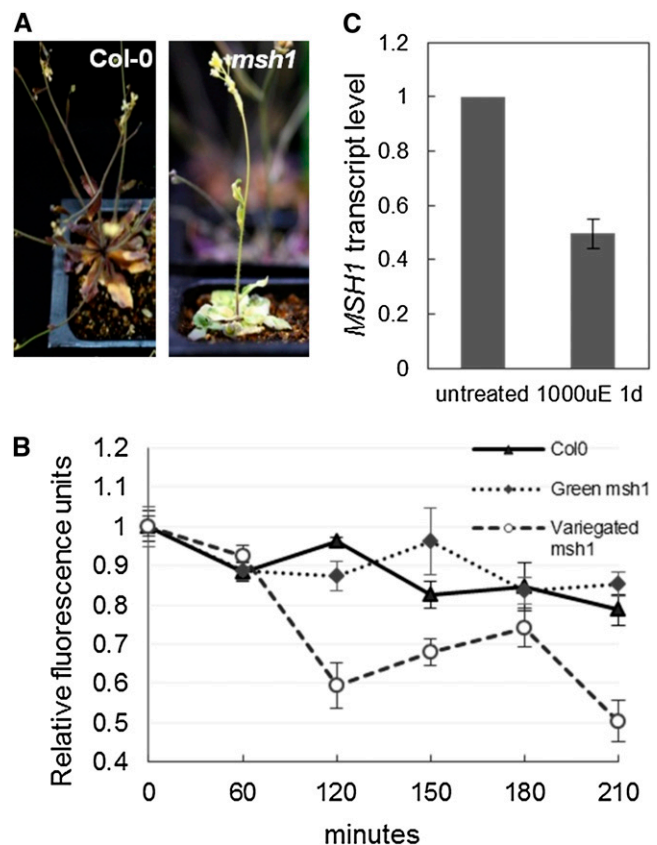 A
Col-0
msh1
C
MSH1 transcript level
1.2
1
0.8
0.6
0.4
0.2
0
untreated 1000uE 1d
B
Relative fluorescence units
1.2
1.1
1
0.9
0.8
0.7
0.6
0.5
0.4
Col0
Green msh1
Variegated
msh1
0 60 120 150 180 210
minutes